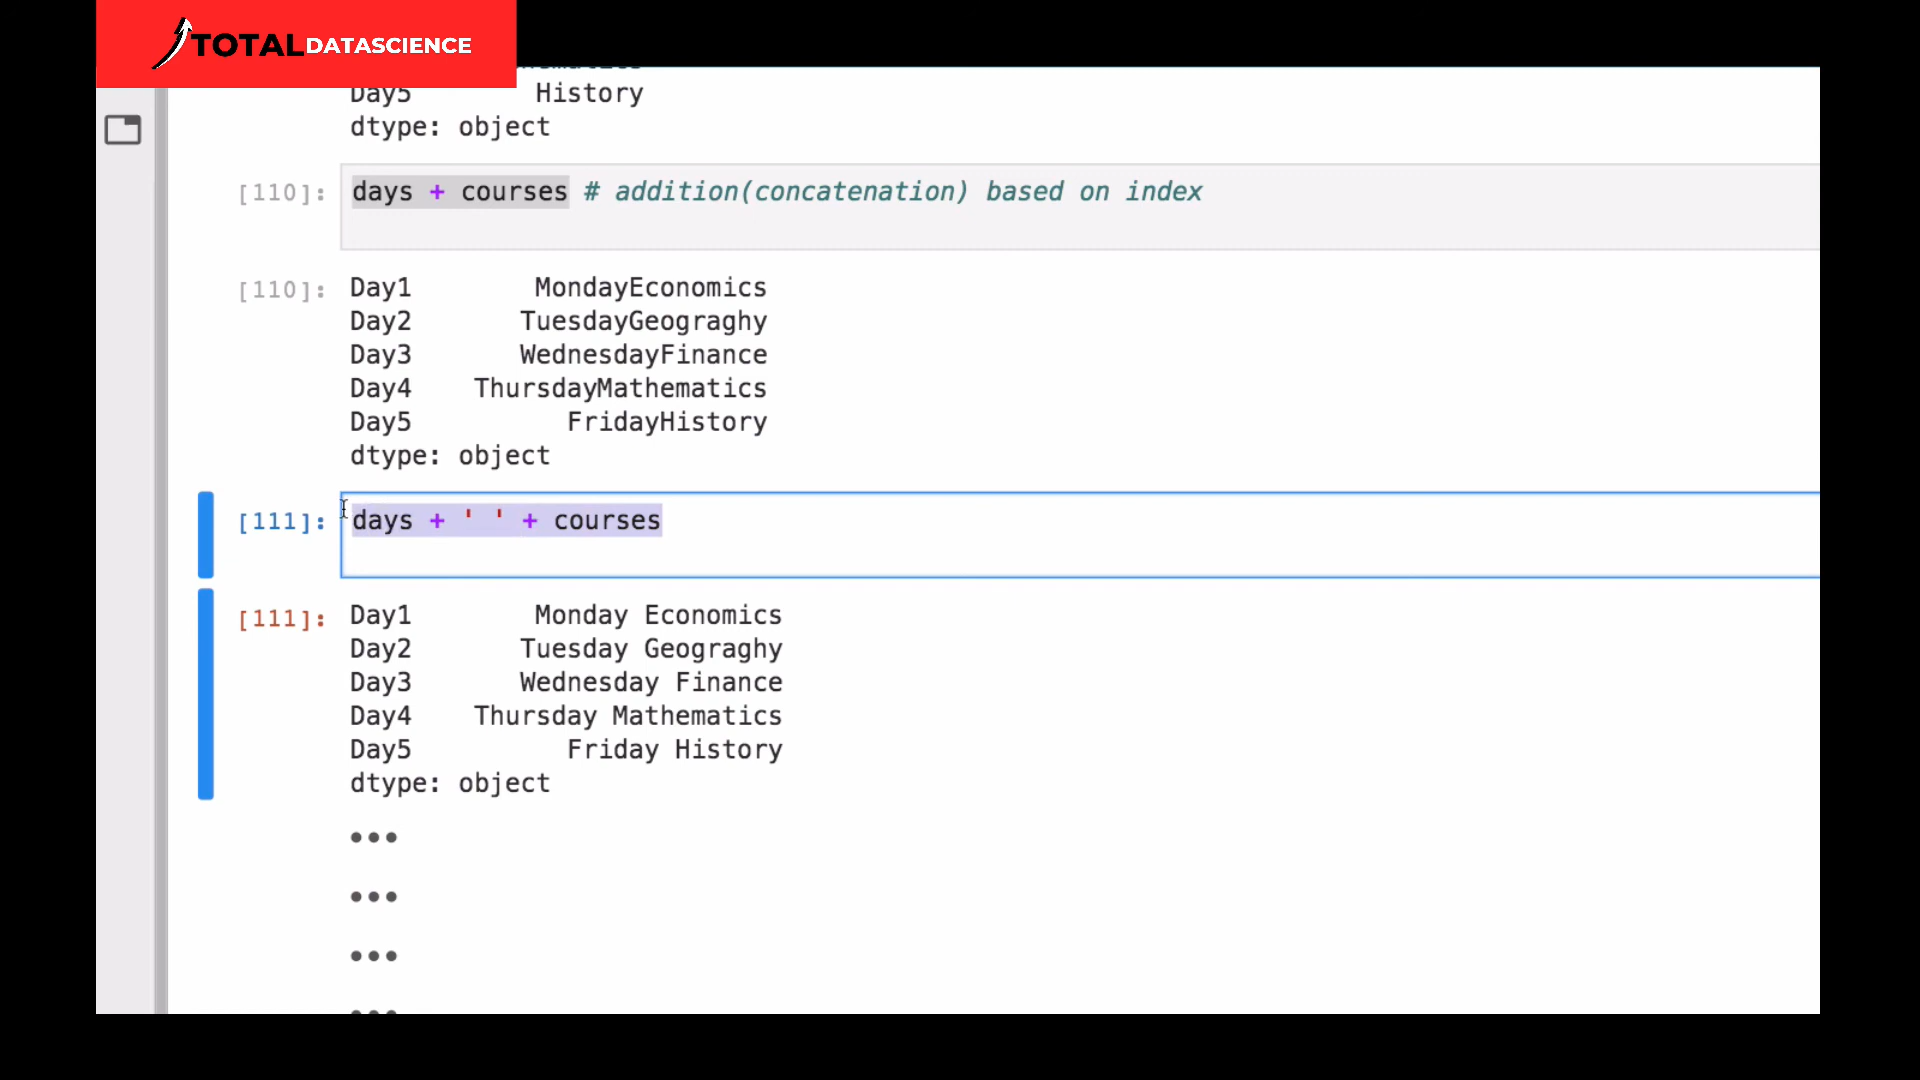 TOTALDATASCIENCE
Day5 History
dtype: object
[110]: days + courses # addition(concatenation) based on index
[110]: Day1 MondayEconomics
Day2 TuesdayGeograghy
Day3 WednesdayFinance
Day4 ThursdayMathematics
Day5 FridayHistory
dtype: object
[111]: days + ' ' + courses
[111]: Day1 Monday Economics
Day2 Tuesday Geograghy
Day3 Wednesday Finance
Day4 Thursday Mathematics
Day5 Friday History
dtype: object